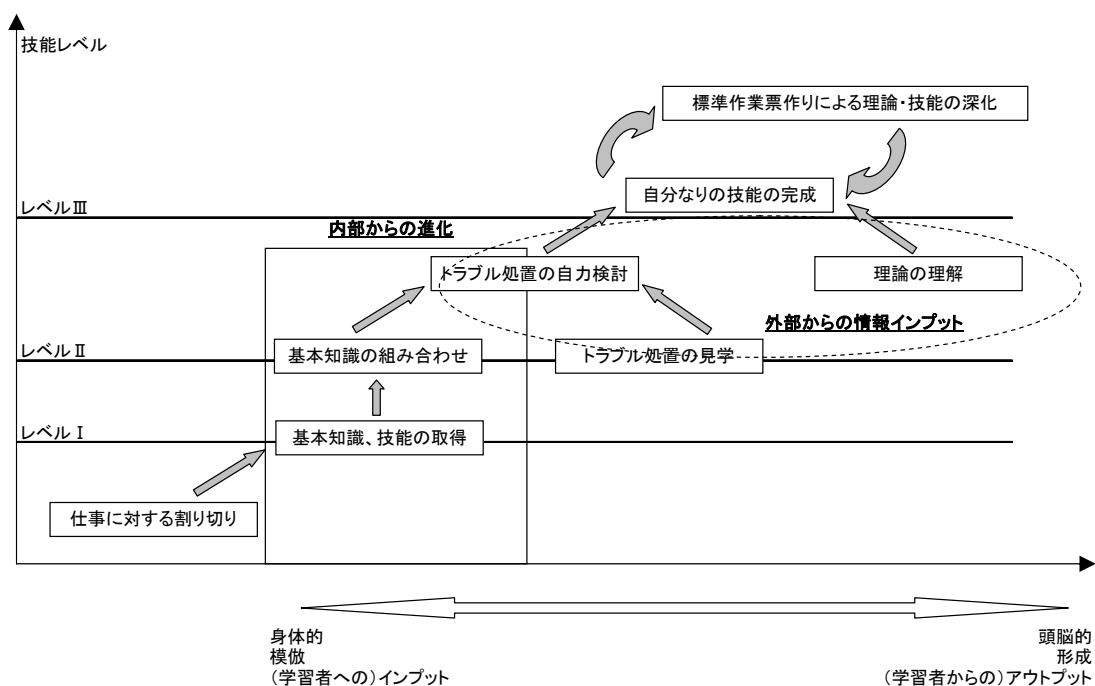 技能レベル
標準作業票作りによる理論・技能の深化
自分なりの技能の完成
レベルⅢ
内部からの進化
トラブル処置の自力検討
理論の理解
外部からの情報インプット
レベルⅡ
基本知識の組み合わせ
トラブル処置の見学
レベルⅠ
基本知識、技能の取得
仕事に対する割り切り
身体的
模倣
(学習者への)インプット
頭脳的
形成
(学習者からの)アウトプット